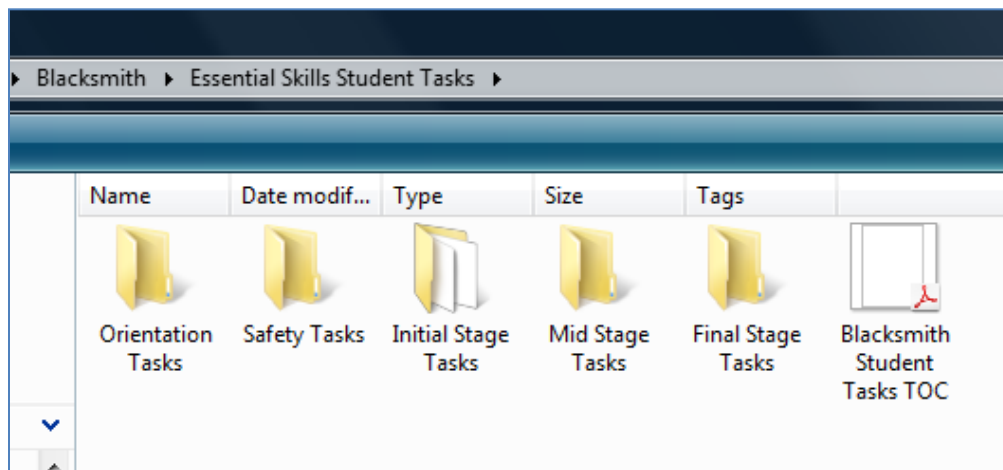 Blacksmith Essential Skills Student Tasks
Name Date modif... Type Size Tags
Orientation Tasks
Safety Tasks
Initial Stage Tasks
Mid Stage Tasks
Final Stage Tasks
Blacksmith Student Tasks TOC